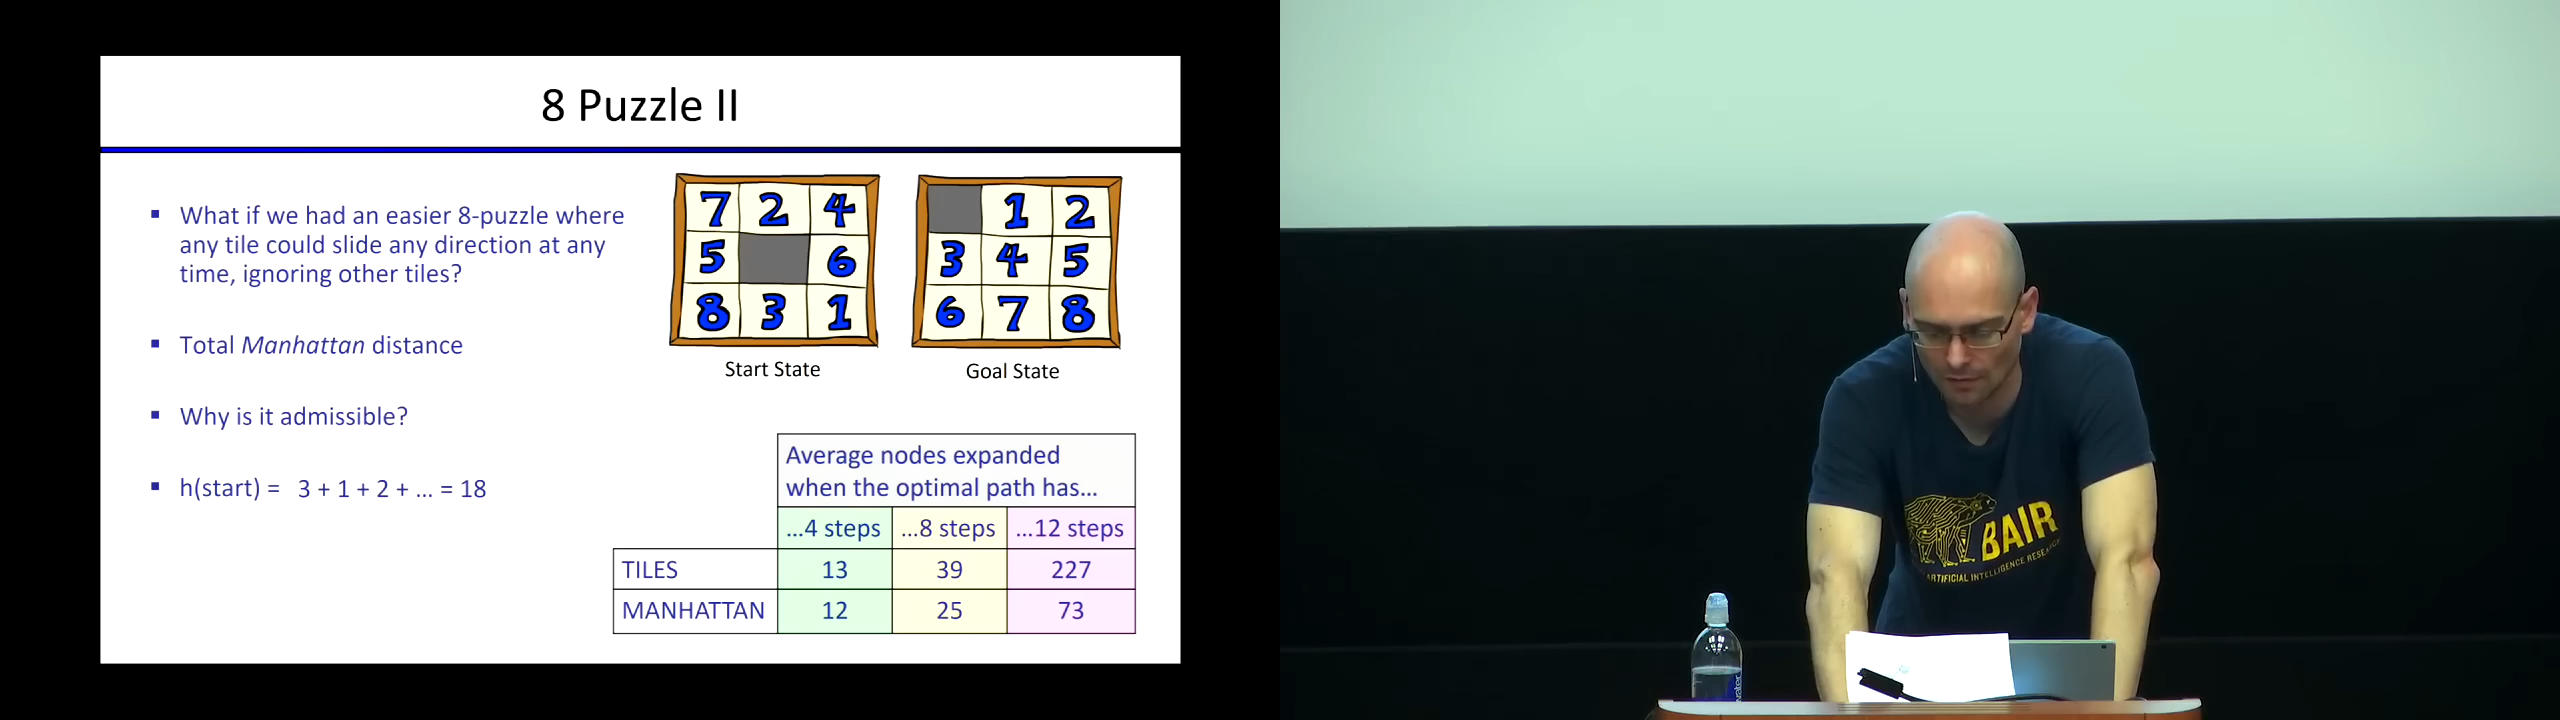 8 Puzzle II
What if we had an easier 8-puzzle where
any tile could slide any direction at any
time, ignoring other tiles?
Total Manhattan distance
Why is it admissible?
h(start) = 3 + 1 + 2 + ... = 18
7 2 4
5 6
8 3 1
Start State
1 2
3 4 5
6 7 8
Goal State
Average nodes expanded
when the optimal path has...
...4 steps ...8 steps ...12 steps
TILES 13 39 227
MANHATTAN 12 25 73
BAIR
ARTIFICIAL INTELLIGENCE RESEARCH
water